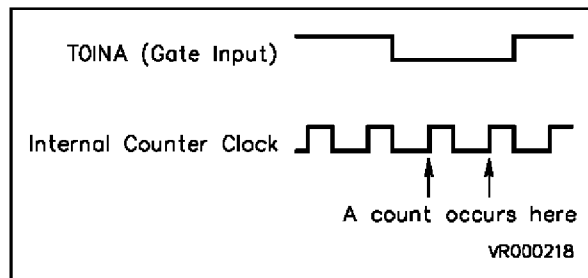 TOINA (Gate Input)
Internal Counter Clock
A count occurs here
VR000218